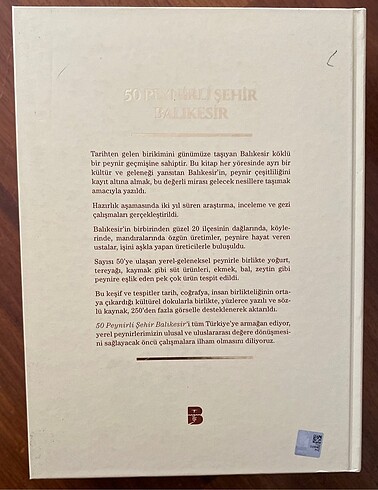 50 PEYNİRLİ ŞEHİR
BALIKESİR
Tarihten gelen birikimini günümüze taşıyan Balıkesir köklü
bir peynir geçmişine sahiptir. Bu kitap her yöresinde ayrı bir
kültür ve geleneği yansıtan Balıkesir'in, peynir çeşitliliğini
kayıt altına almak, bu değerli mirası gelecek nesillere taşımak
amacıyla yazıldı.
Hazırlık aşamasında iki yıl süren araştırma, inceleme ve gezi
çalışmaları gerçekleştirildi.
Balıkesir'in birbirinden güzel 20 ilçesinin dağlarında, köyle-
rinde, mandıralarında özgün üretimler, peynire hayat veren
ustalar, işini aşkla yapan üreticilerle buluşuldu.
Sayısı 50'ye ulaşan yerel-geleneksel peynirle birlikte yoğurt,
tereyağı, kaymak gibi süt ürünleri, ekmek, bal, zeytin gibi
peynire eşlik eden pek çok ürün tespit edildi.
Bu keşif ve tespitler tarih, coğrafya, insan birlikteliğinin orta-
ya çıkardığı kültürel dokularla birlikte, yüzlerce yazılı ve söz-
lü kaynak, 250'den fazla görselle desteklenerek aktarıldı.
50 Peynirli Şehir Balıkesir'i tüm Türkiye'ye armağan ediyor,
yerel peynirlerimizin ulusal ve uluslararası değere dönüşmesi-
ni sağlayacak öncü çalışmalara ilham olmasını diliyoruz.
B